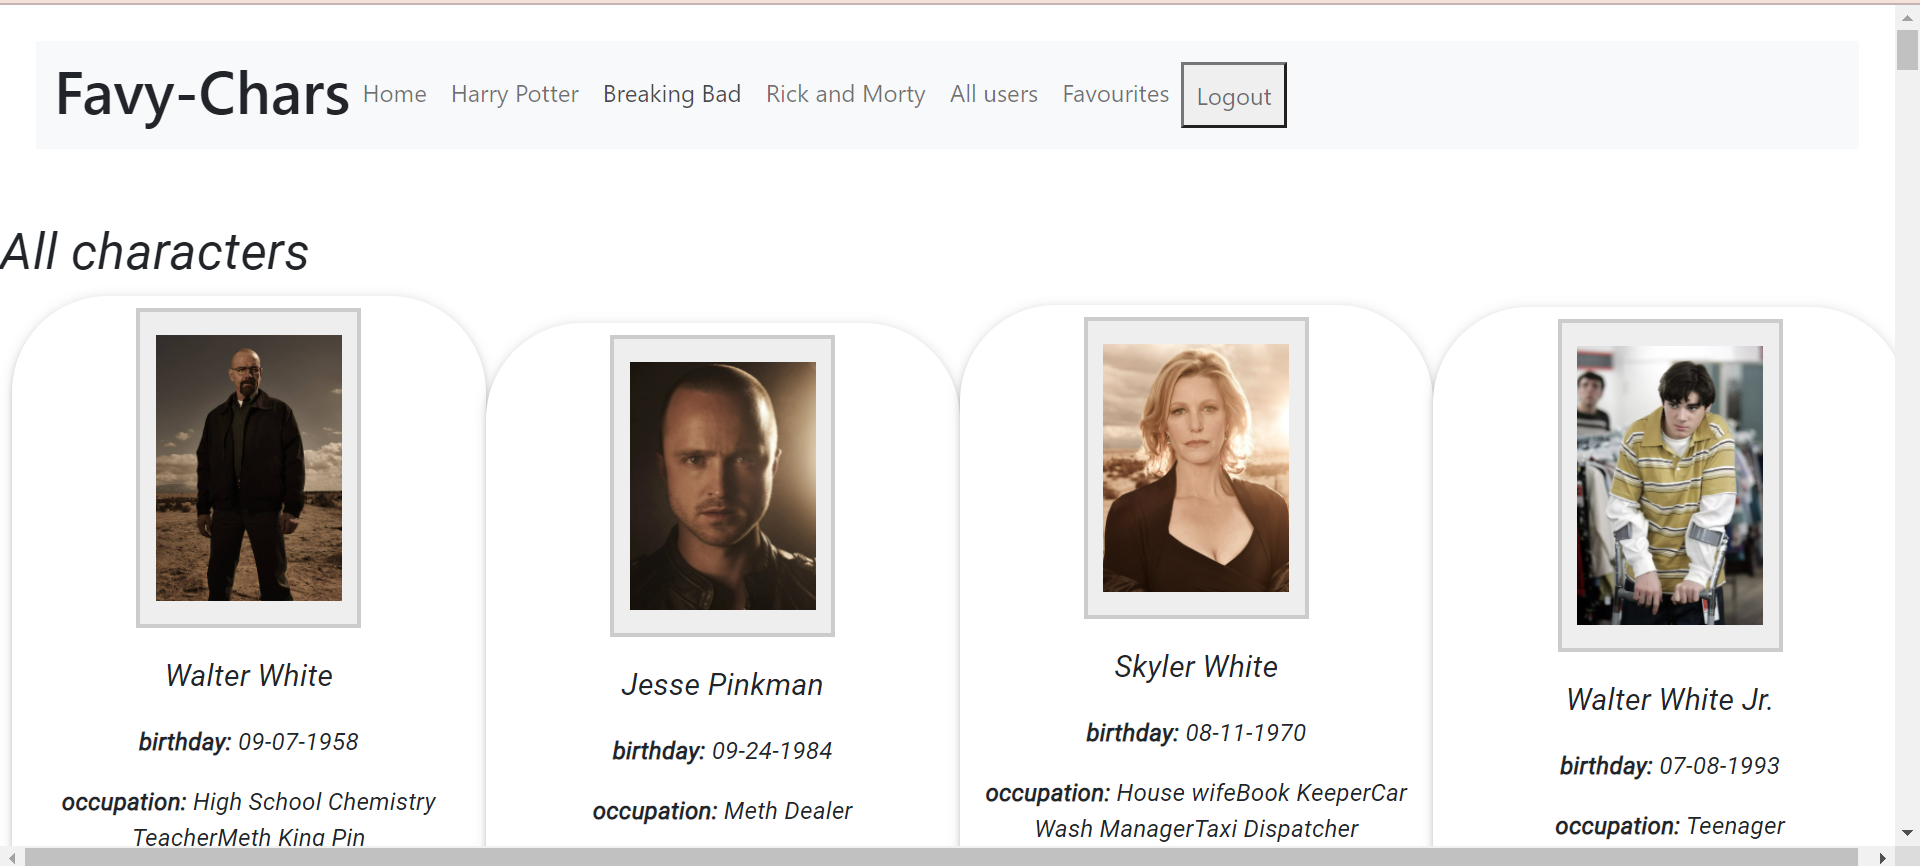 Favy-Chars Home Harry Potter Breaking Bad Rick and Morty All users Favourites Logout
All characters
Walter White
birthday: 09-07-1958
occupation: High School Chemistry
TeacherMeth King Pin
Jesse Pinkman
birthday: 09-24-1984
occupation: Meth Dealer
Skyler White
birthday: 08-11-1970
occupation: House wifeBook KeeperCar
Wash ManagerTaxi Dispatcher
Walter White Jr.
birthday: 07-08-1993
occupation: Teenager